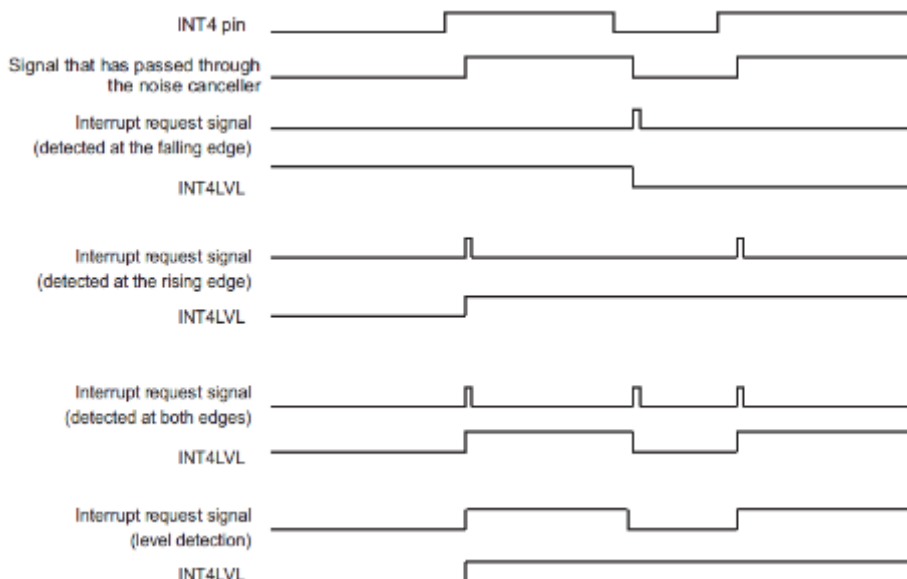 INT4 pin
Signal that has passed through
the noise canceller
Interrupt request signal
(detected at the falling edge)
INT4LVL
Interrupt request signal
(detected at the rising edge)
INT4LVL
Interrupt request signal
(detected at both edges)
INT4LVL
Interrupt request signal
(level detection)
INT4LVL